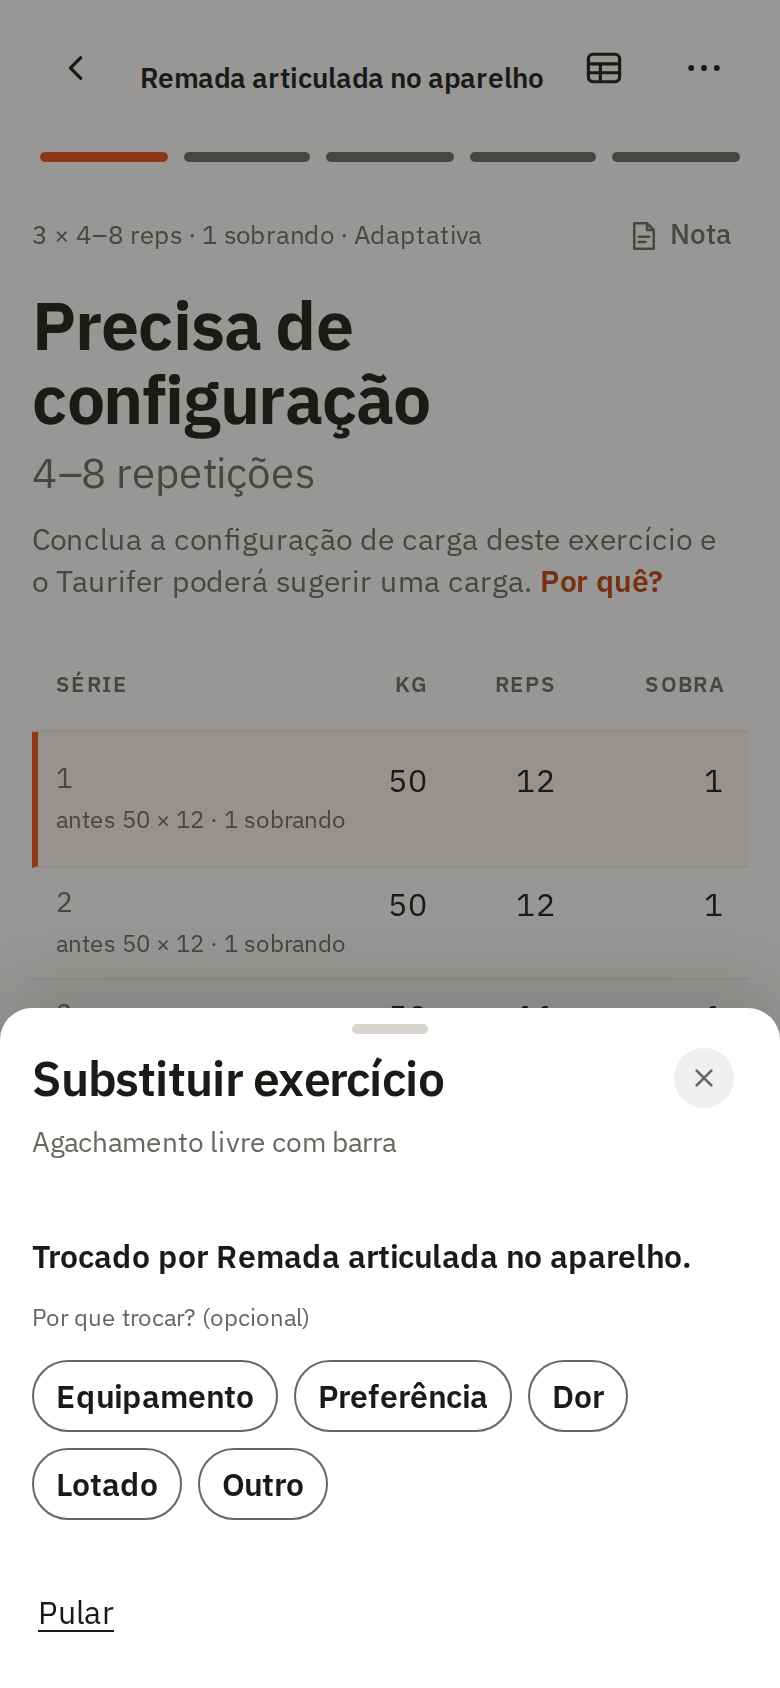 Remada articulada no aparelho
3 × 4–8 reps · 1 sobrando · Adaptativa
Nota
Precisa de
configuração
4–8 repetições
Conclua a configuração de carga deste exercício e
o Taurifer poderá sugerir uma carga. Por quê?
SÉRIE KG REPS SOBRA
1 50 12 1
antes 50 × 12 · 1 sobrando
2 50 12 1
antes 50 × 12 · 1 sobrando
Substituir exercício
Agachamento livre com barra
Trocado por Remada articulada no aparelho.
Por que trocar? (opcional)
Equipamento Preferência Dor
Lotado Outro
Pular